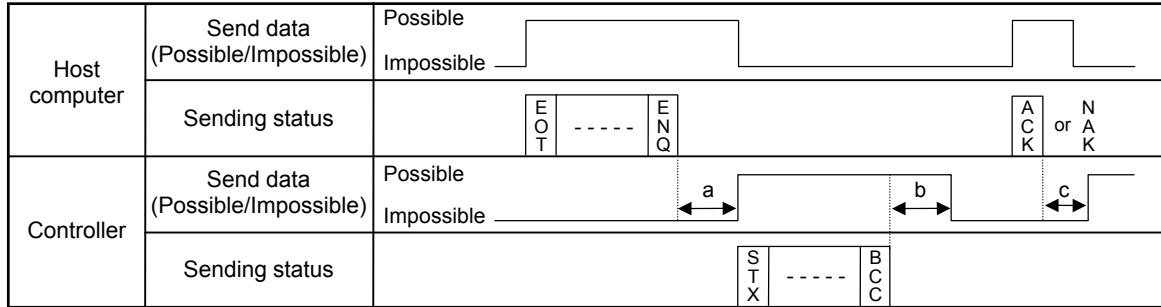 Host
computer
Send data
(Possible/Impossible)
Possible
Impossible
Sending status
EOT
- - - - -
ENQ
ACK
or
NAK
Controller
Send data
(Possible/Impossible)
Possible
Impossible
a
b
c
Sending status
STX
- - - - -
BCC